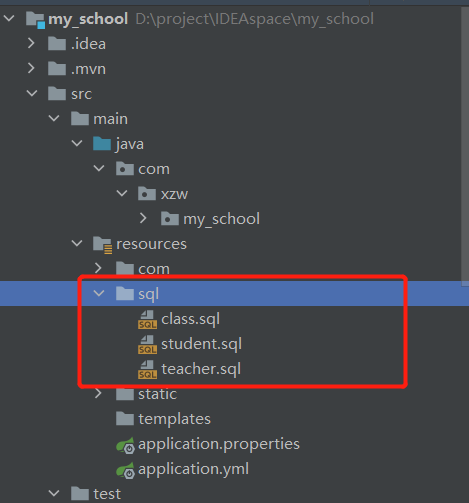 my_school D:\project\IDEAspace\my_school
.idea
.mvn
src
main
java
com
xzw
my_school
resources
com
sql
SQL class.sql
SQL student.sql
SQL teacher.sql
static
templates
application.properties
application.yml
test